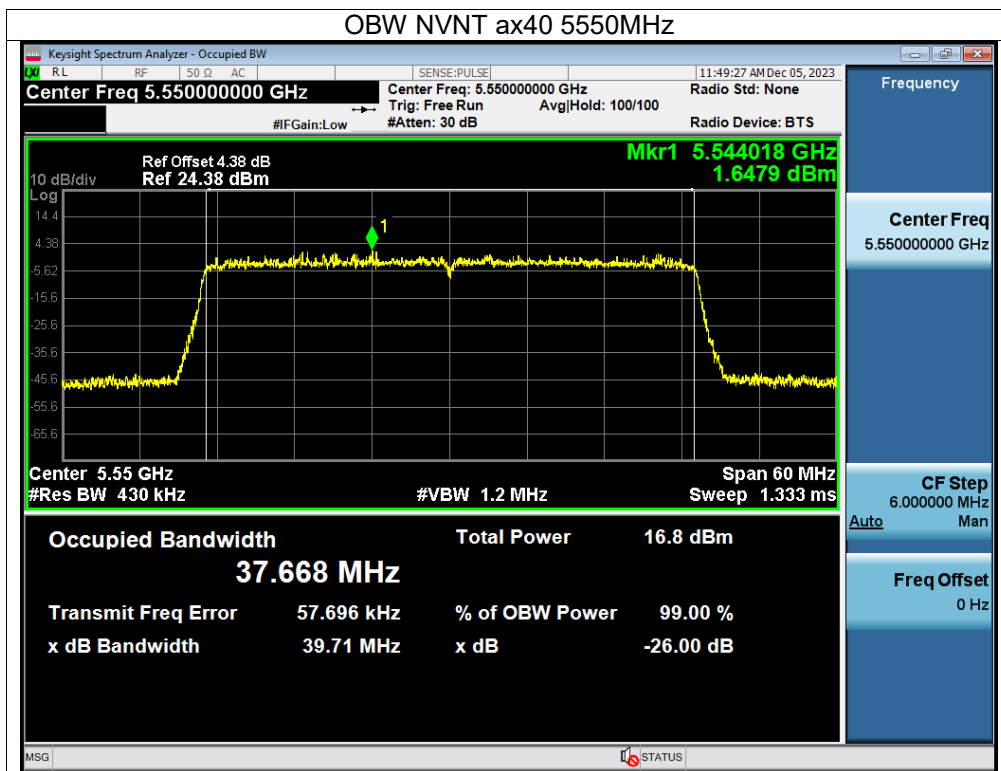 OBW NVNT ax40 5550MHz
Keysight Spectrum Analyzer - Occupied BW
LXI RL RF 50 Ω AC SENSE:PULSE 11:49:27 AM Dec 05, 2023
Center Freq 5.550000000 GHz
Center Freq: 5.550000000 GHz Radio Std: None
Trig: Free Run Avg|Hold: 100/100
#IFGain:Low #Atten: 30 dB Radio Device: BTS
Frequency
Mkr1 5.544018 GHz
1.6479 dBm
Ref Offset 4.38 dB
10 dB/div Ref 24.38 dBm
Log
14.4
1
4.38
-5.62
-15.6
-25.6
-35.6
-45.6
-55.6
-65.6
Center 5.55 GHz Span 60 MHz
#Res BW 430 kHz #VBW 1.2 MHz Sweep 1.333 ms
Center Freq
5.550000000 GHz
CF Step
6.000000 MHz
Auto Man
Freq Offset
0 Hz
Occupied Bandwidth Total Power 16.8 dBm
37.668 MHz
Transmit Freq Error 57.696 kHz % of OBW Power 99.00 %
x dB Bandwidth 39.71 MHz x dB -26.00 dB
MSG STATUS